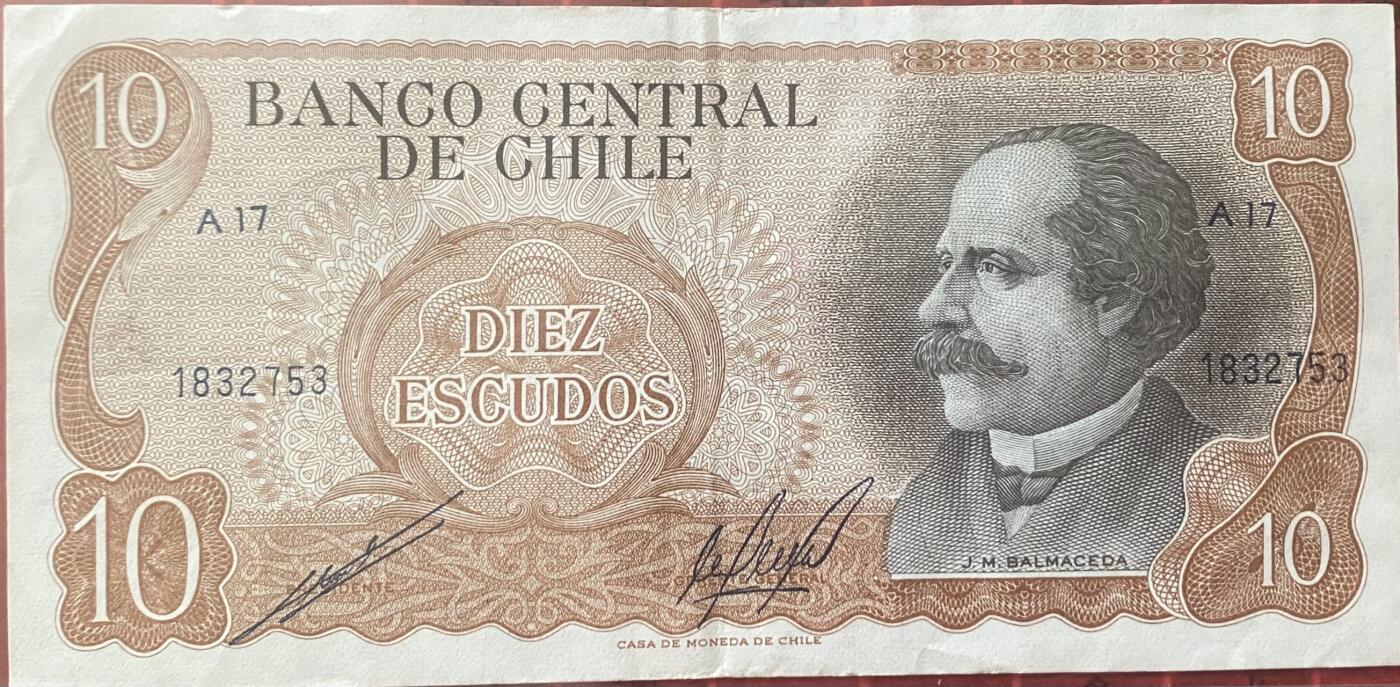 10
10
BANCO CENTRAL
DE CHILE
A 17
A 17
DIEZ
ESCUDOS
1832753
1832753
10
10
J. M. BALMACEDA
GENERAL
CASA DE MONEDA DE CHILE